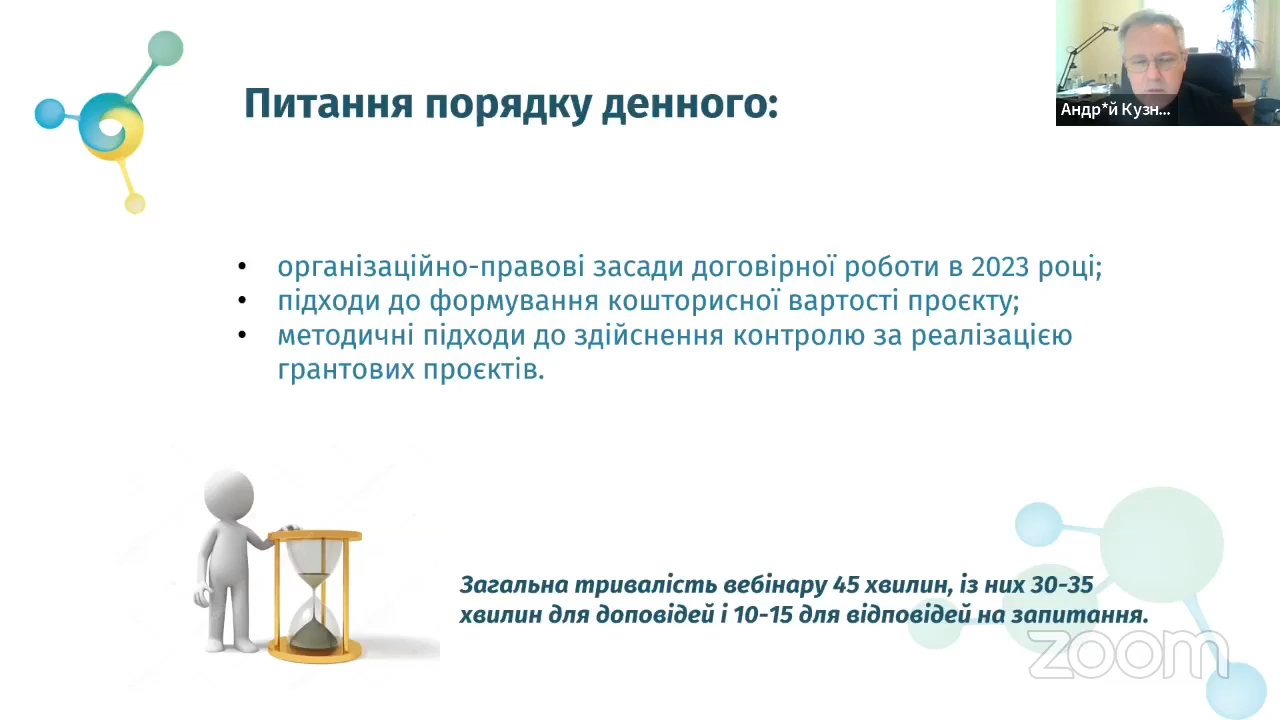 Питання порядку денного:
Андр*й Кузн...
• організаційно-правові засади договірної роботи в 2023 році;
• підходи до формування кошторисної вартості проєкту;
• методичні підходи до здійснення контролю за реалізацією
грантових проєктів.
Загальна тривалість вебінару 45 хвилин, із них 30-35
хвилин для доповідей і 10-15 для відповідей на запитання.
zoom